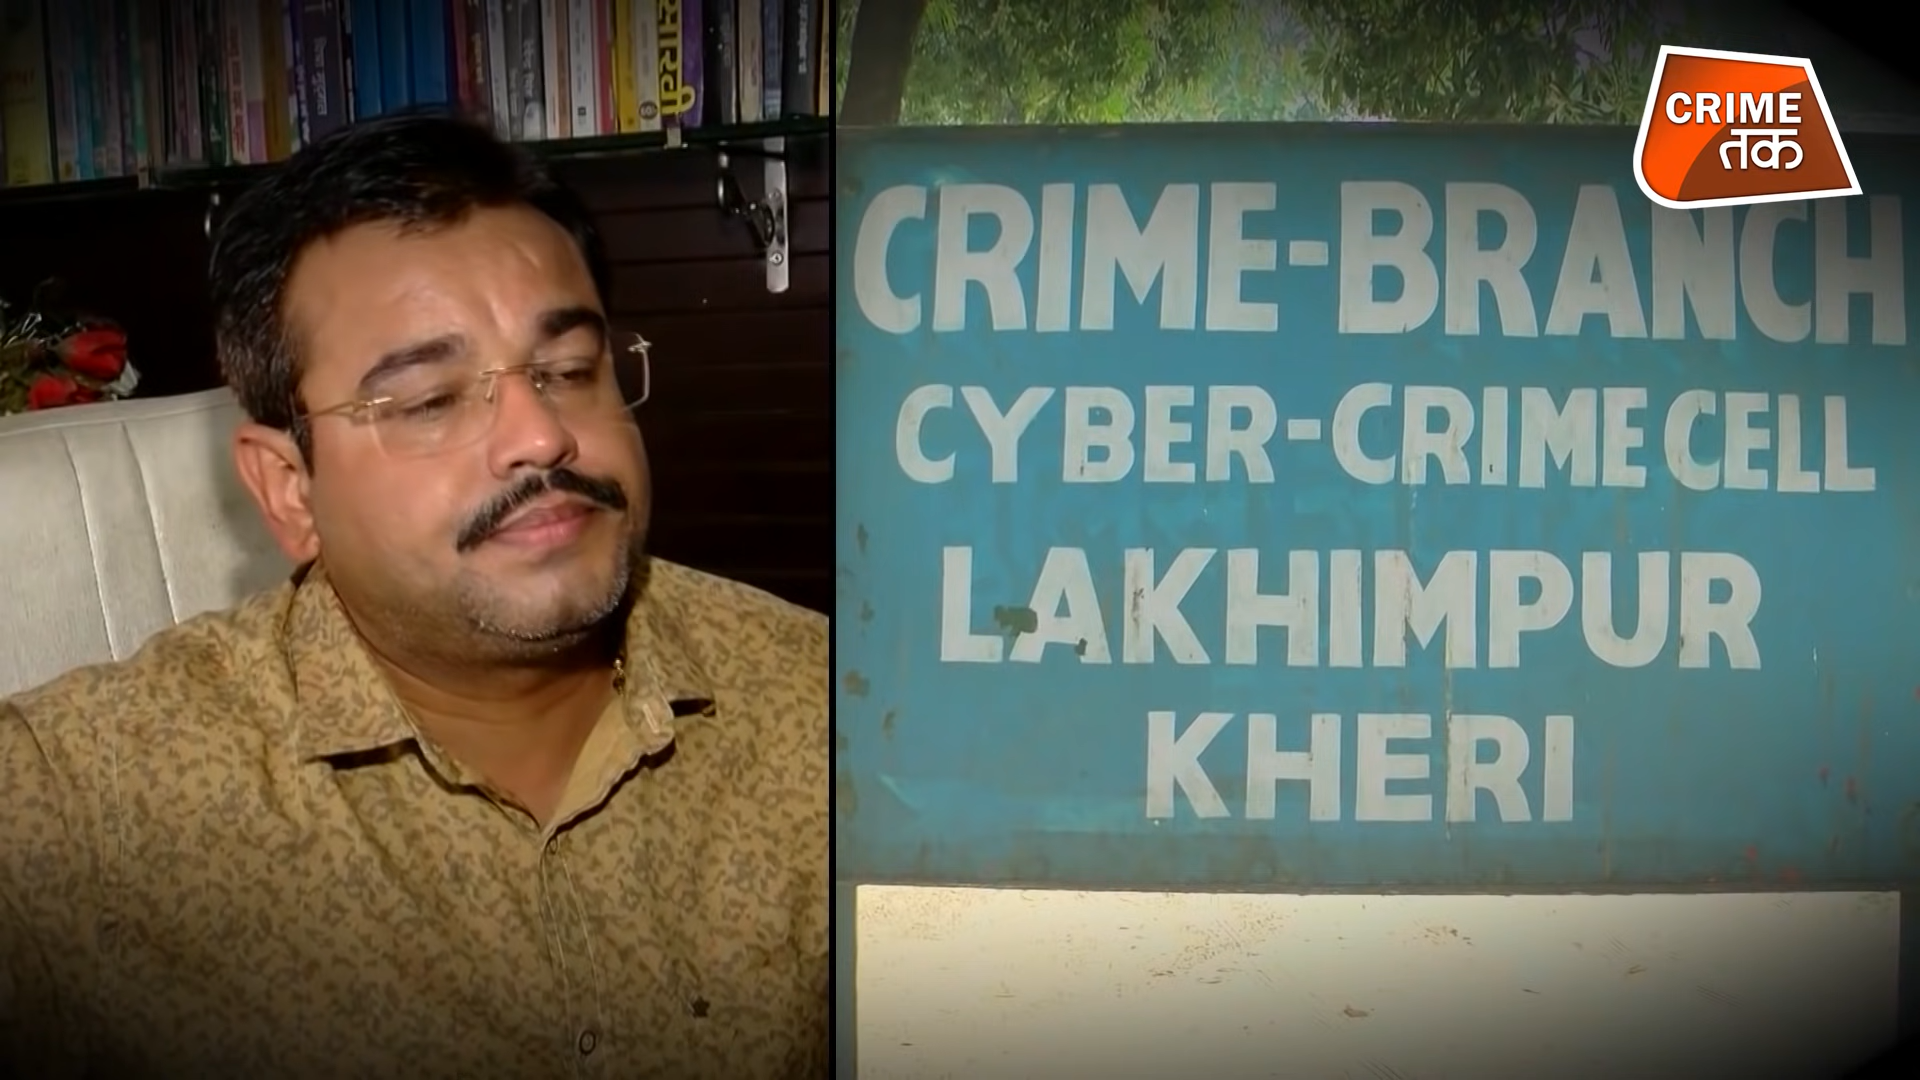 CRIME
तक
CRIME-BRANCH
CYBER-CRIME CELL
LAKHIMPUR
KHERI